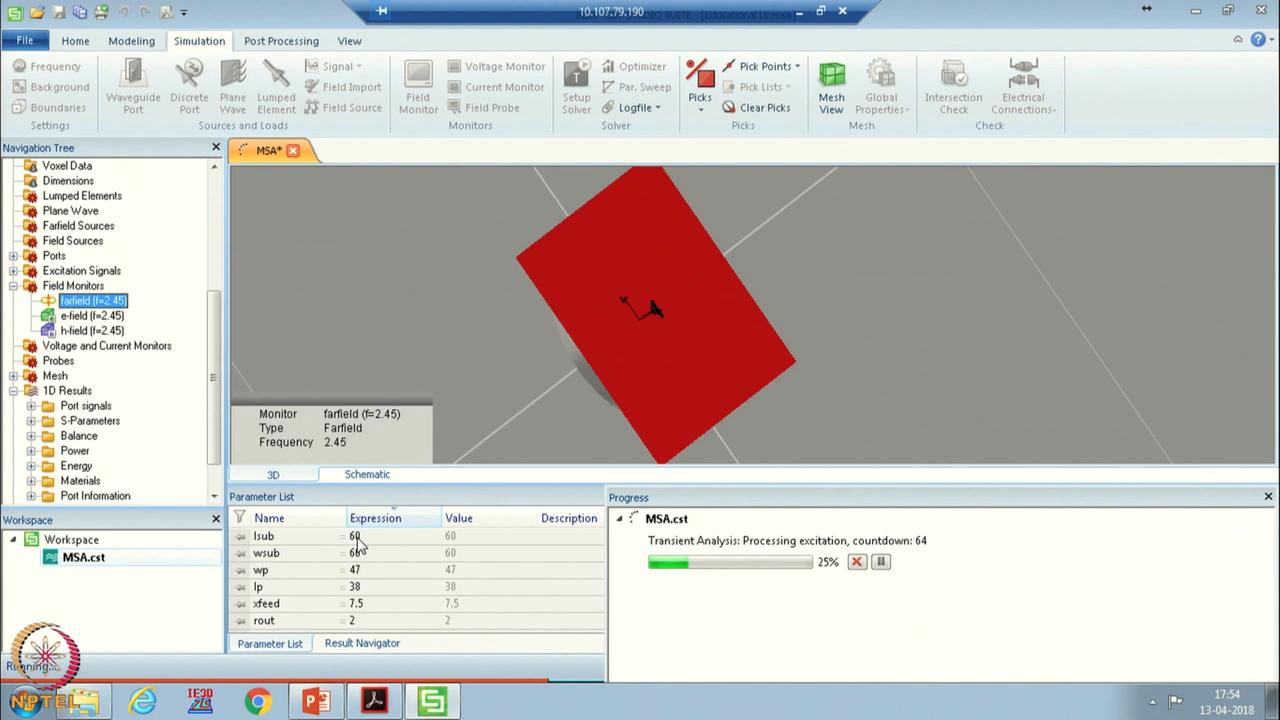 10.107.79.190
File Home Modeling Simulation Post Processing View
Frequency
Background
Boundaries
Settings
Waveguide Port
Discrete Port
Plane Wave
Lumped Element
Signal
Field Import
Field Source
Sources and Loads
Field Monitor
Voltage Monitor
Current Monitor
Field Probe
Monitors
Setup Solver
Optimizer
Par. Sweep
Logfile
Solver
Picks
Pick Points
Pick Lists
Clear Picks
Picks
Mesh View
Global Properties
Mesh
Intersection Check
Electrical Connections
Check
Navigation Tree
MSA*
Voxel Data
Dimensions
Lumped Elements
Plane Wave
Farfield Sources
Field Sources
Ports
Excitation Signals
Field Monitors
farfield (f=2.45)
e-field (f=2.45)
h-field (f=2.45)
Voltage and Current Monitors
Probes
Mesh
1D Results
Port signals
S-Parameters
Balance
Power
Energy
Materials
Port Information
Monitor farfield (f=2.45)
Type Farfield
Frequency 2.45
3D Schematic
Parameter List
Name Expression Value Description
lsub = 60 60
wsub = 60 60
wp = 47 47
lp = 38 38
xfeed = 7.5 7.5
rout = 2 2
Parameter List Result Navigator
Workspace
Workspace
MSA.cst
Progress
MSA.cst
Transient Analysis: Processing excitation, countdown: 64
25%
NPTEL
IE3D
17:54
13-04-2018